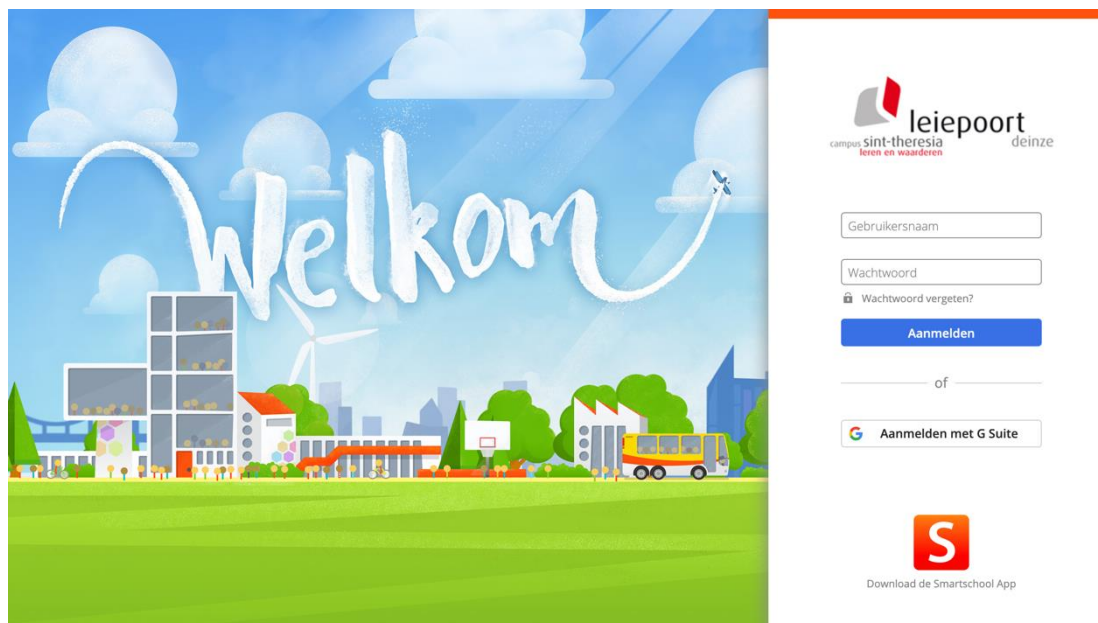 Welkom
leiepoort
campus sint-theresia deinze
leren en waarderen
Gebruikersnaam
Wachtwoord
Wachtwoord vergeten?
Aanmelden
of
G Aanmelden met G Suite
S
Download de Smartschool App